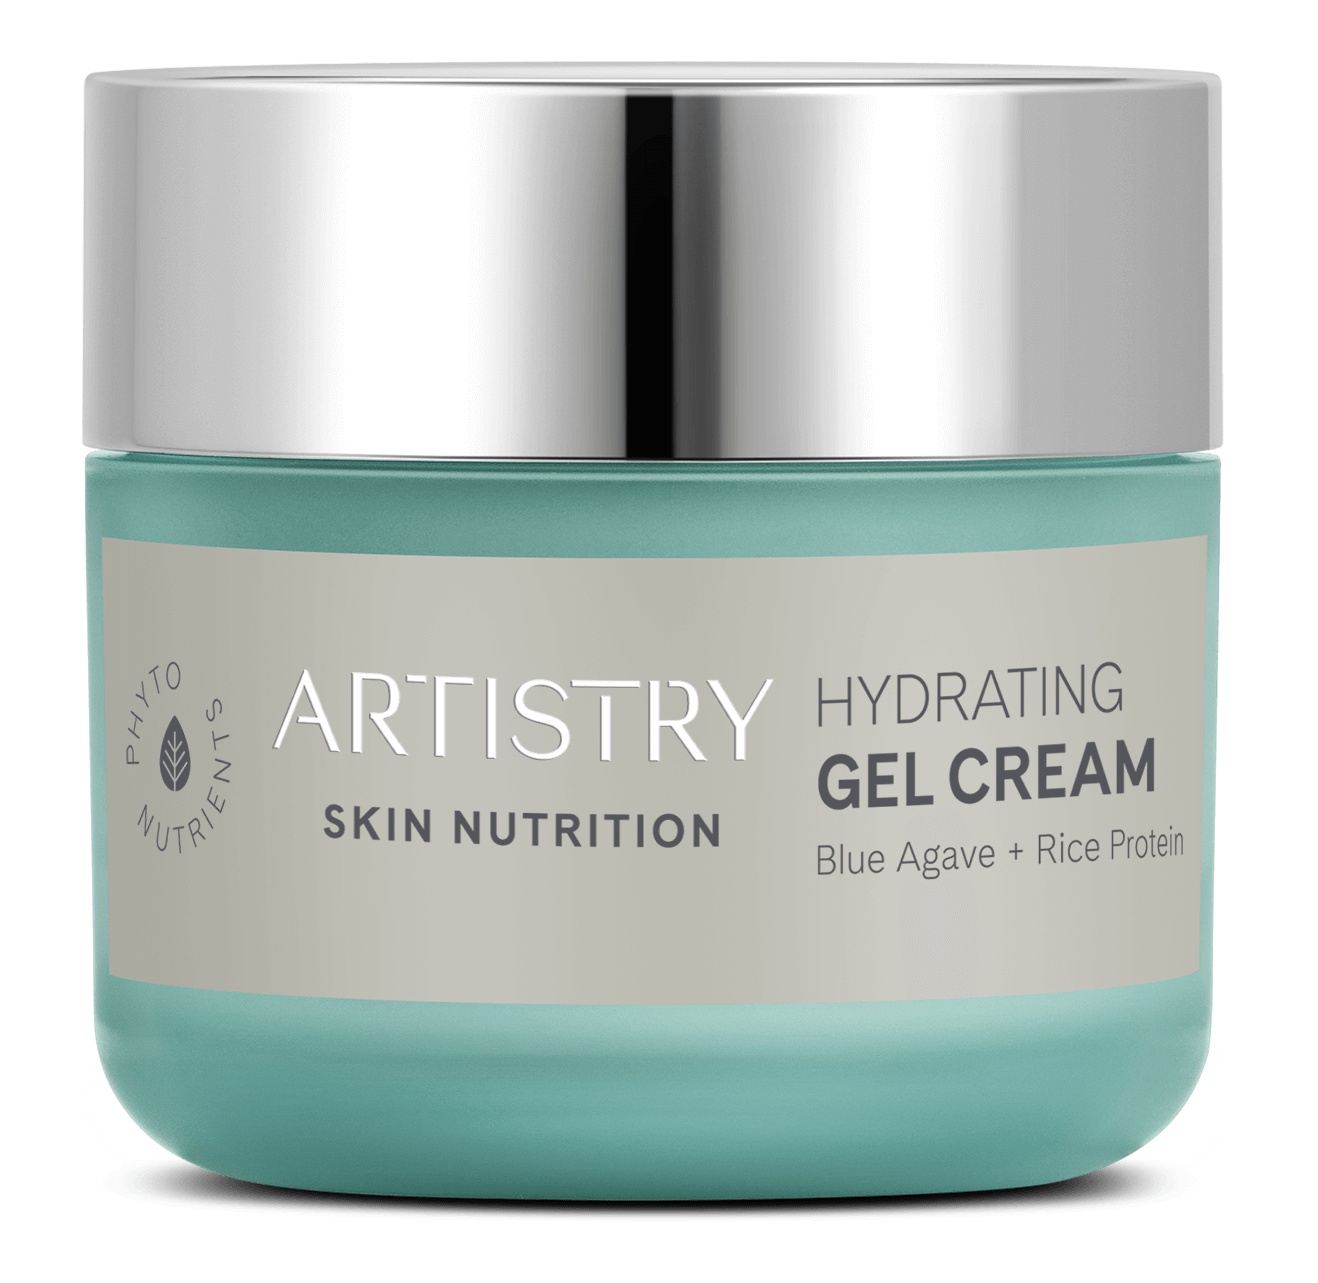 PHYTO
NUTRIENTS
ARTISTRY
SKIN NUTRITION
HYDRATING
GEL CREAM
Blue Agave + Rice Protein